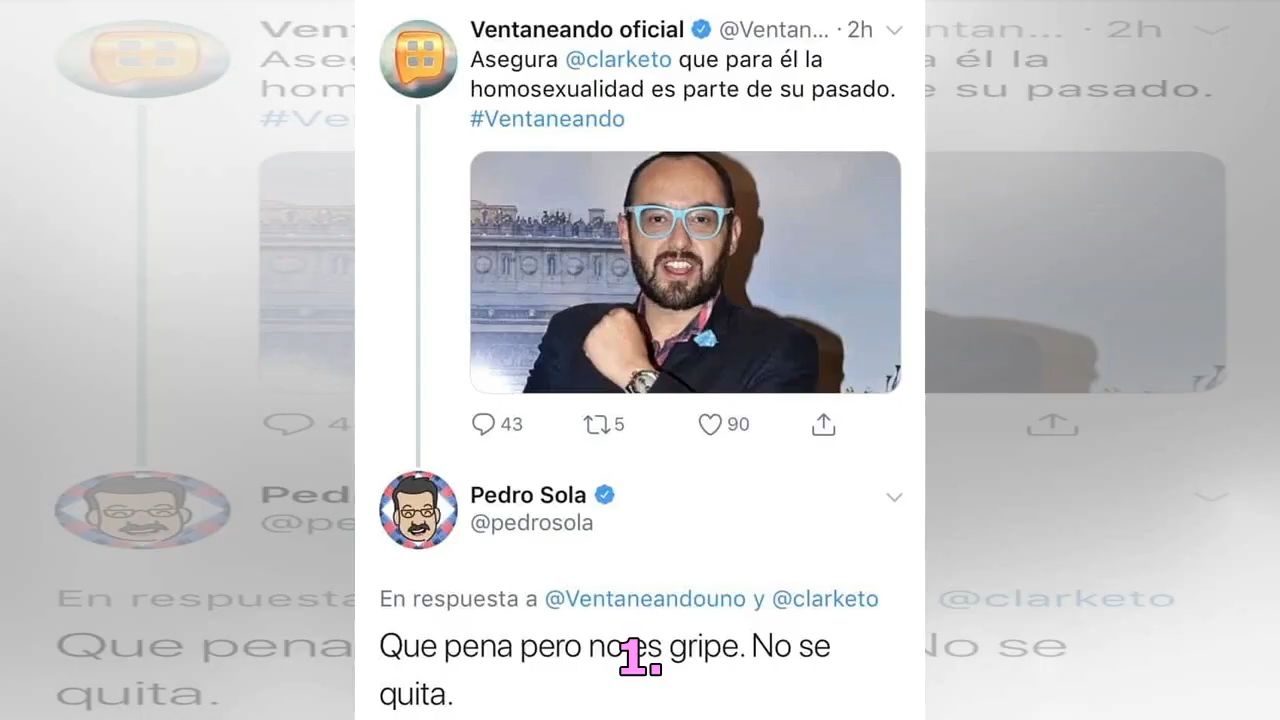 Ventaneando oficial @Ventan... · 2h
Asegura @clarketo que para él la
homosexualidad es parte de su pasado.
#Ventaneando
43 5 90
Pedro Sola
@pedrosola
En respuesta a @Ventaneandouno y @clarketo
Que pena pero no es gripe. No se
quita.
1.